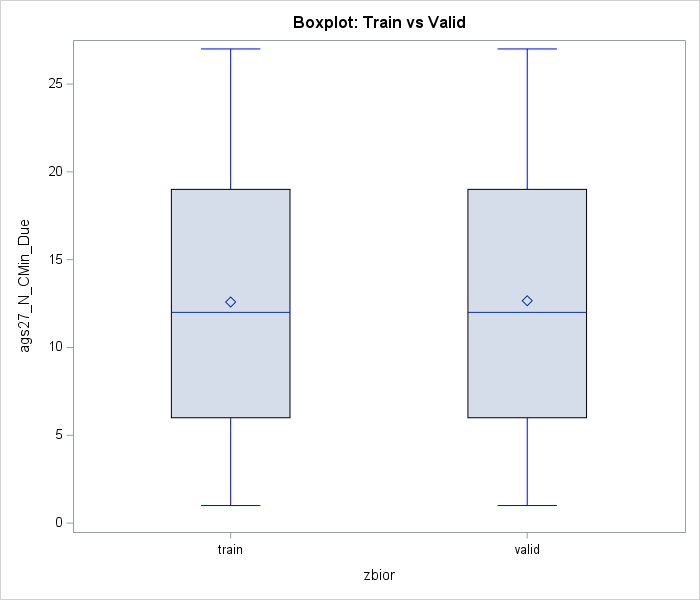 Boxplot: Train vs Valid
25
20
15
10
5
0
ags27_N_CMin_Due
train
valid
zbior